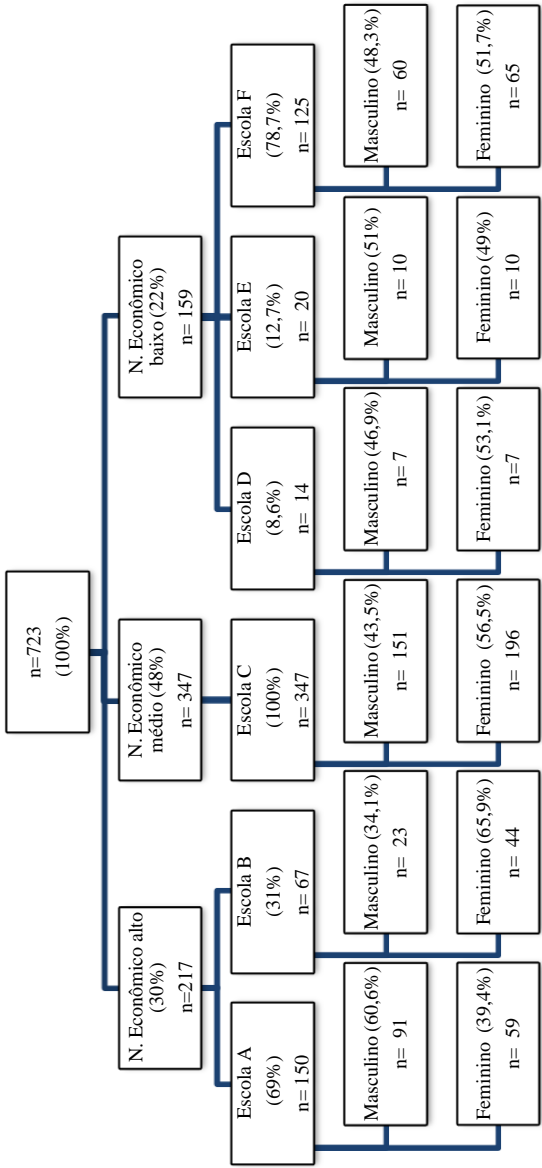 n=723
(100%)
N. Econômico alto
(30%)
n=217
N. Econômico
médio (48%)
n= 347
N. Econômico
baixo (22%)
n= 159
Escola A
(69%)
n= 150
Escola B
(31%)
n= 67
Escola C
(100%)
n= 347
Escola D
(8,6%)
n= 14
Escola E
(12,7%)
n= 20
Escola F
(78,7%)
n= 125
Masculino (60,6%)
n= 91
Masculino (34,1%)
n= 23
Masculino (43,5%)
n= 151
Masculino (46,9%)
n= 7
Masculino (51%)
n= 10
Masculino (48,3%)
n= 60
Feminino (39,4%)
n= 59
Feminino (65,9%)
n= 44
Feminino (56,5%)
n= 196
Feminino (53,1%)
n=7
Feminino (49%)
n= 10
Feminino (51,7%)
n= 65